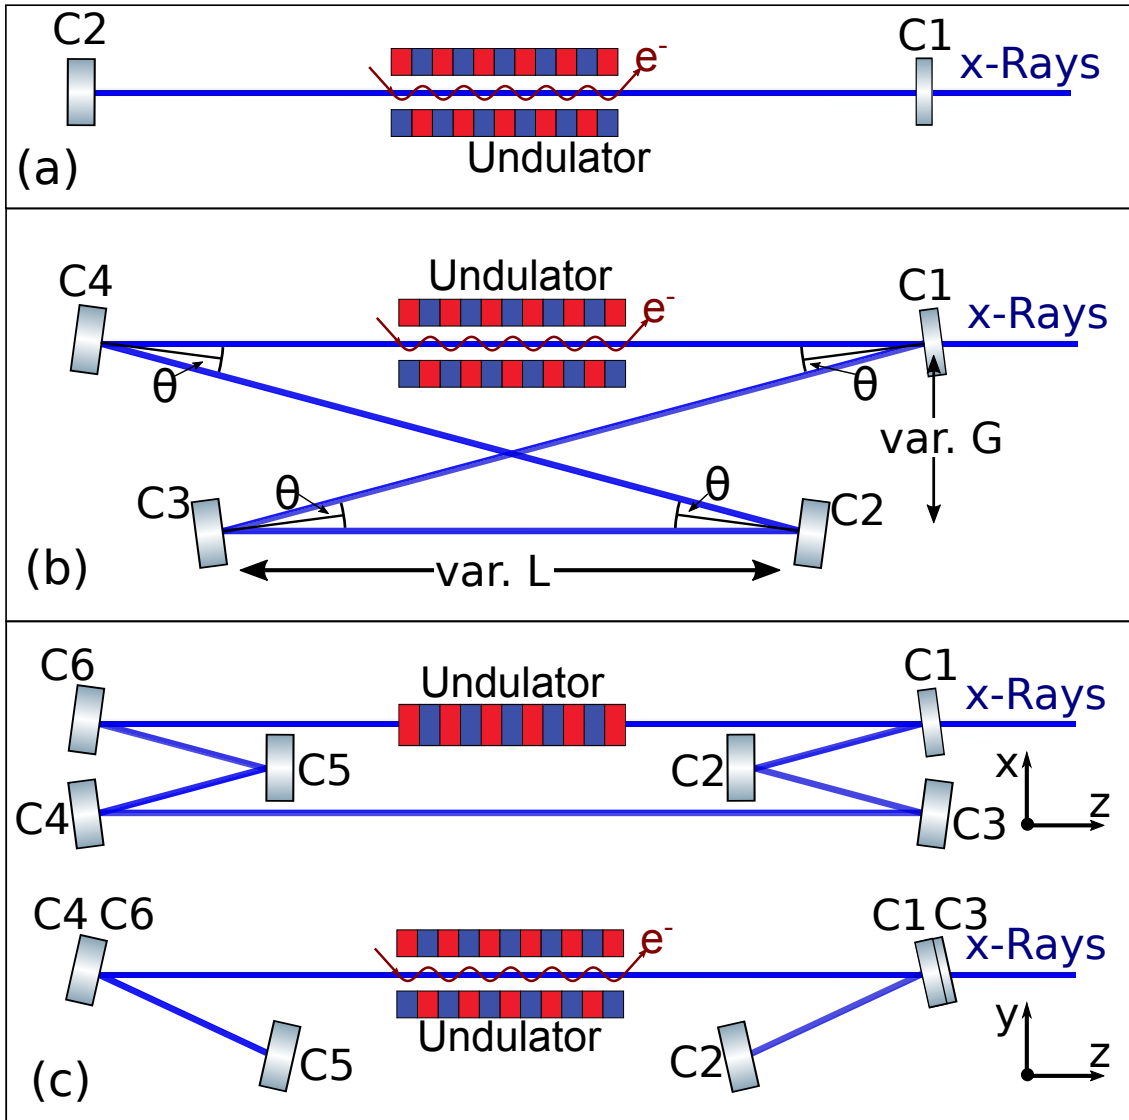 C2
C1
e-
x-Rays
Undulator
(a)
Undulator
C4
C1
e-
x-Rays
θ
θ
var. G
C3
θ
θ
C2
(b)
var. L
C6
Undulator
C1
x-Rays
C5
C2
x
z
C4
C3
C4 C6
C1 C3
e-
x-Rays
y
Undulator
C5
C2
z
(c)